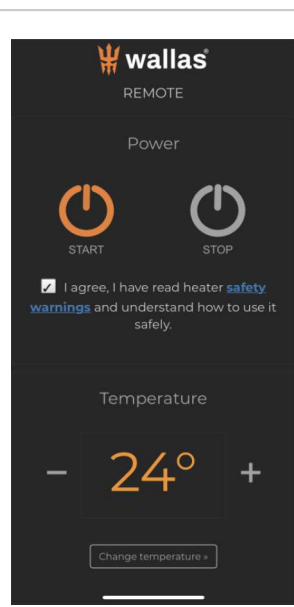 wallas®
REMOTE
Power
START
STOP
I agree, I have read heater safety
warnings and understand how to use it
safely.
Temperature
− 24° +
Change temperature »